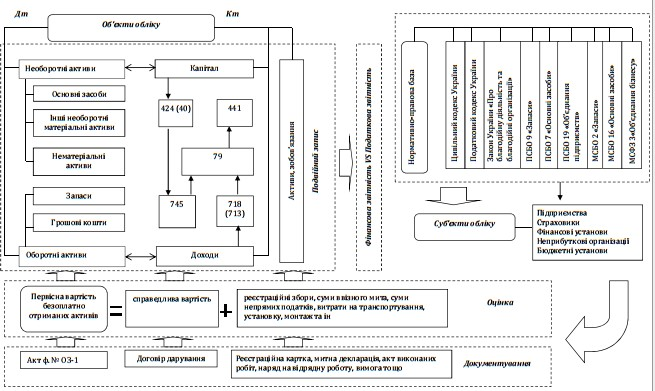 Дт
Об'єкти обліку
Кт
Необоротні активи
Капітал
Основні засоби
Інші необоротні
матеріальні активи
Нематеріальні
активи
Запаси
Грошові кошти
Оборотні активи
Доходи
424 (40)
441
79
745
718
(713)
Активи, зобов'язання
Подвійний запис
Фінансова звітність VS Податкова звітність
Нормативно-правова база
Цивільний кодекс України
Податковий кодекс України
Закон України «Про
благодійну діяльність та
благодійні організації»
ПСБО 9 «Запаси»
ПСБО 7 «Основні засоби»
ПСБО 19 «Об'єднання
підприємств»
МСБО 2 «Запаси»
МСБО 16 «Основні засоби»
МСФЗ 3«Об'єднання бізнесу»
Суб'єкти обліку
Підприємства
Страховики
Фінансові установи
Неприбуткові організації
Бюджетні установи
Первісна вартість
безоплатно
отриманих активів
=
справедлива вартість
+
реєстраційні збори, суми ввізного мита, суми
непрямих податків, витрати на транспортування,
установку, монтаж та ін
Оцінка
Акт ф. № ОЗ-1
Договір дарування
Реєстраційна картка, митна декларація, акт виконаних
робіт, наряд на відрядну роботу, вимога тощо
Документування